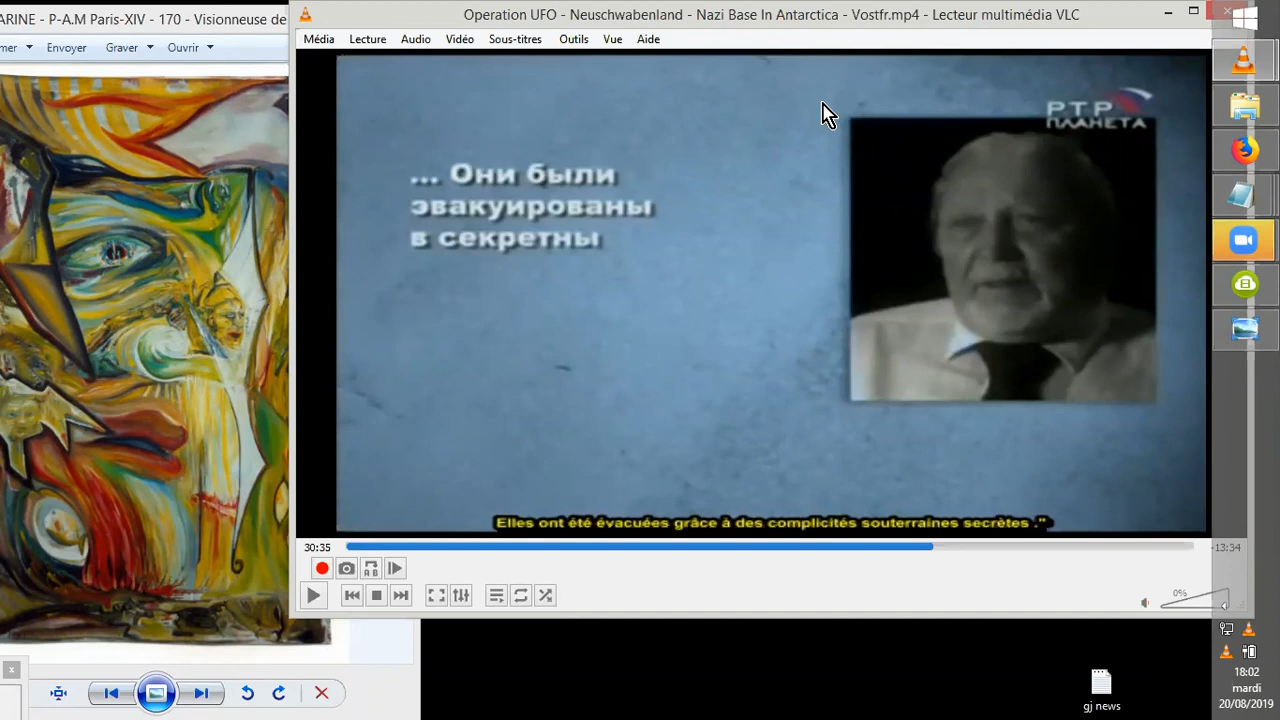 ARINE - P-A.M Paris-XIV - 170 - Visionneuse de
Operation UFO - Neuschwabenland - Nazi Base In Antarctica - Vostfr.mp4 - Lecteur multimédia VLC
mer Envoyer Graver Ouvrir
Média Lecture Audio Vidéo Sous-titres Outils Vue Aide
РТР
ПЛАНЕТА
... Они были
эвакуированы
в секретны
Elles ont été évacuées grâce à des complicités souterraines secrètes ."
30:35
-13:34
0%
x
gj news
18:02
mardi
20/08/2019